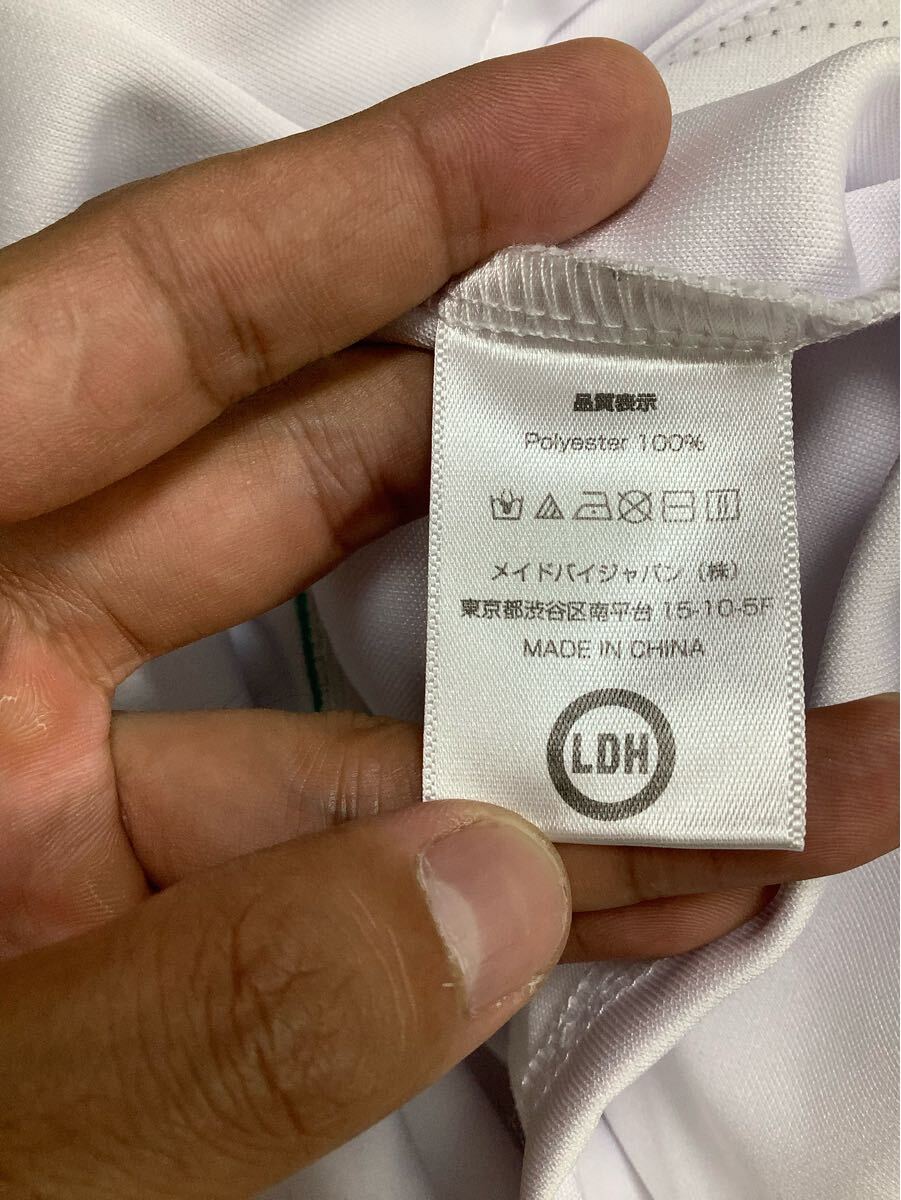 品質表示
Polyester 100%
メイドバイジャパン（株）
東京都渋谷区南平台 15-10-5F
MADE IN CHINA
LDH